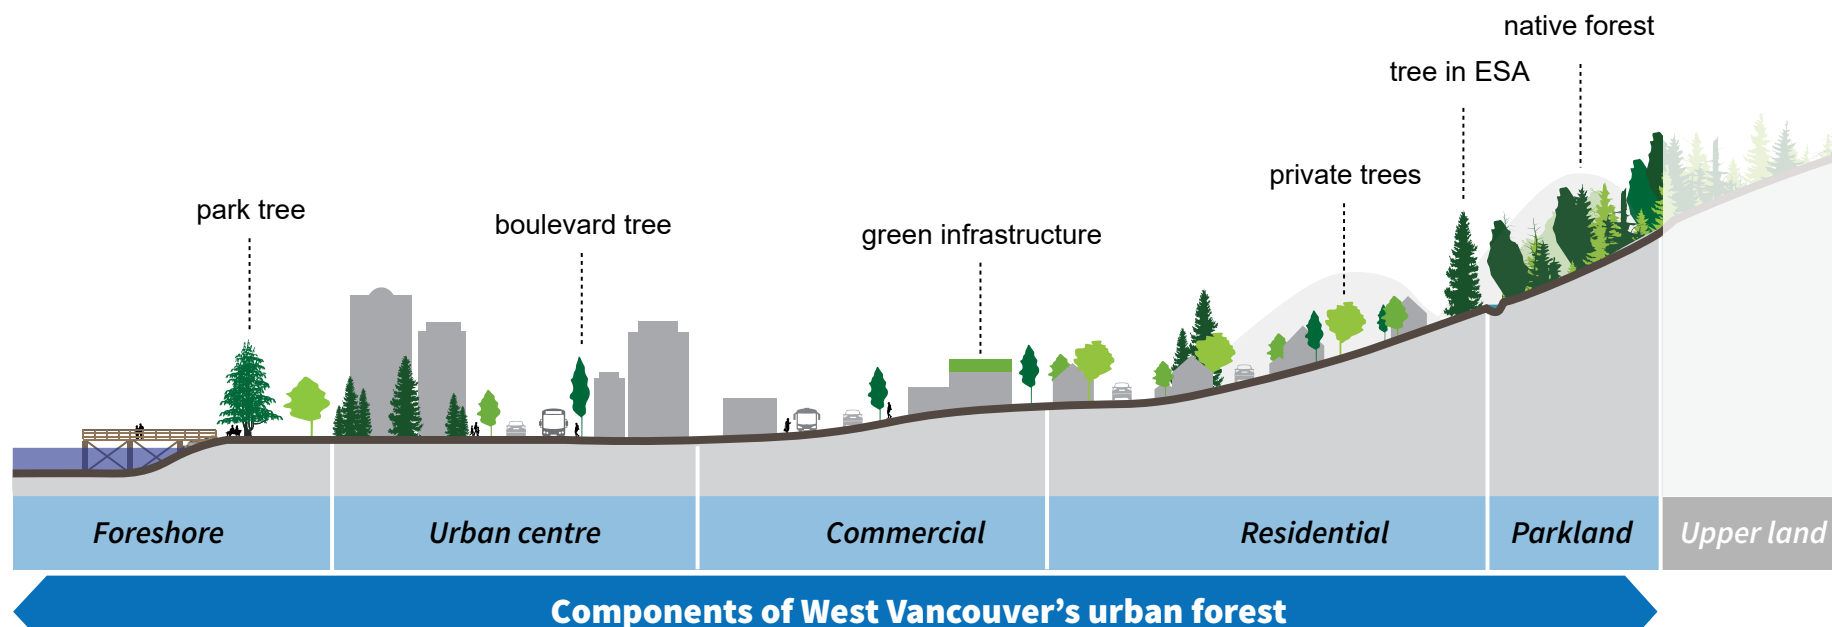 native forest
tree in ESA
private trees
park tree
boulevard tree
green infrastructure
Foreshore
Urban centre
Commercial
Residential
Parkland
Upper land
Components of West Vancouver's urban forest